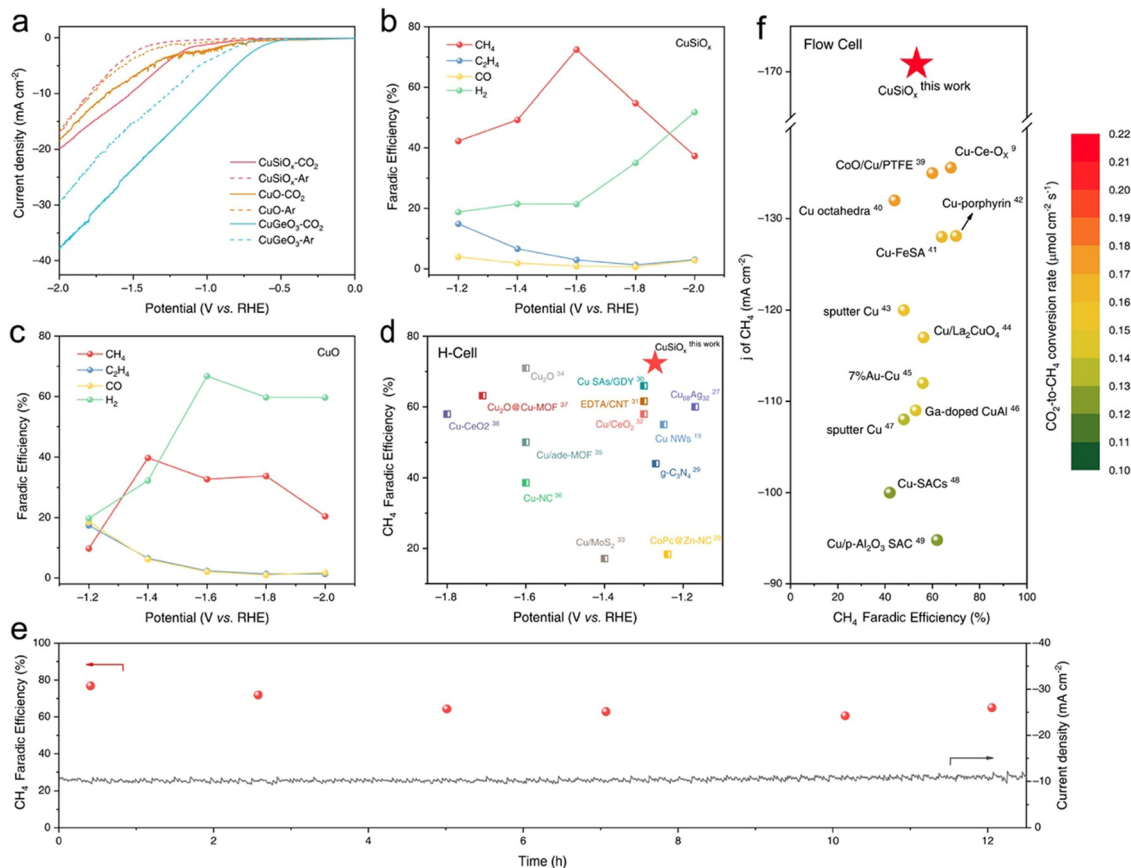 a
Current density (mA cm⁻²)
0
−10
−20
−30
−40
CuSiOₓ-CO₂
CuSiOₓ-Ar
CuO-CO₂
CuO-Ar
CuGeO₃-CO₂
CuGeO₃-Ar
−2.0 −1.5 −1.0 −0.5 0.0
Potential (V vs. RHE)
b
Faradic Efficiency (%)
80
60
40
20
0
CH₄
C₂H₄
CO
H₂
CuSiOₓ
−1.2 −1.4 −1.6 −1.8 −2.0
Potential (V vs. RHE)
c
Faradic Efficiency (%)
80
60
40
20
0
CH₄
C₂H₄
CO
H₂
CuO
−1.2 −1.4 −1.6 −1.8 −2.0
Potential (V vs. RHE)
d
CH₄ Faradic Efficiency (%)
80
60
40
20
H-Cell
CuSiOₓ this work
Cu₂O 34
Cu SAs/GDY 30
Cu₆₈Ag₃₂ 27
Cu₂O@Cu-MOF 37
EDTA/CNT 31
Cu-CeO2 38
Cu/CeO₂ 32
Cu NWs 19
Cu/ade-MOF 35
g-C₃N₄ 29
Cu-NC 36
Cu/MoS₂ 33
CoPc@Zn-NC 28
−1.8 −1.6 −1.4 −1.2
Potential (V vs. RHE)
e
CH₄ Faradic Efficiency (%)
100
80
60
40
20
0
−40
−30
−20
−10
0
Current density (mA cm⁻²)
0 2 4 6 8 10 12
Time (h)
f
j of CH₄ (mA cm⁻²)
−170
−130
−120
−110
−100
−90
Flow Cell
CuSiOₓ this work
Cu-Ce-Oₓ 9
CoO/Cu/PTFE 39
Cu octahedra 40
Cu-porphyrin 42
Cu-FeSA 41
sputter Cu 43
Cu/La₂CuO₄ 44
7%Au-Cu 45
Ga-doped CuAl 46
sputter Cu 47
Cu-SACs 48
Cu/p-Al₂O₃ SAC 49
0 20 40 60 80 100
CH₄ Faradic Efficiency (%)
CO₂-to-CH₄ conversion rate (μmol cm⁻² s⁻¹)
0.22
0.21
0.20
0.19
0.18
0.17
0.16
0.15
0.14
0.13
0.12
0.11
0.10